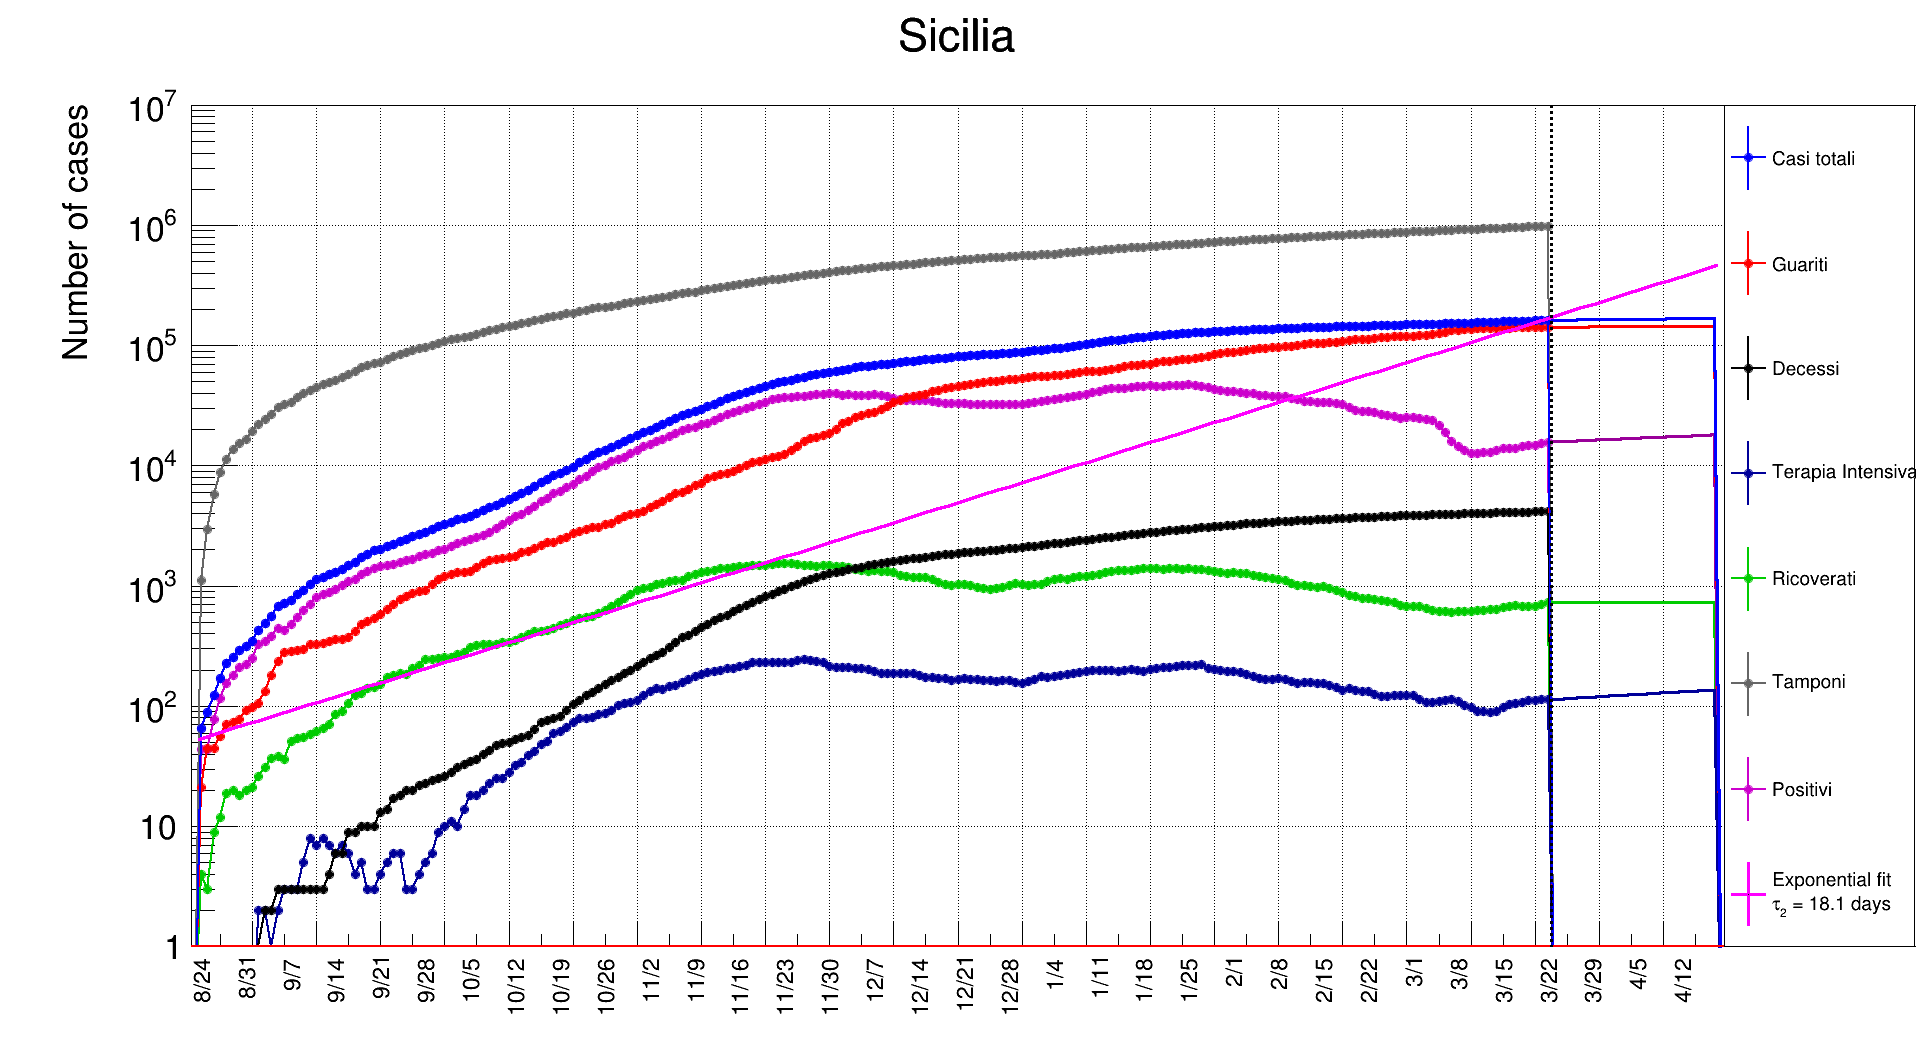 Sicilia
Number of cases
10^7
10^6
10^5
10^4
10^3
10^2
10
1
8/24 8/31 9/7 9/14 9/21 9/28 10/5 10/12 10/19 10/26 11/2 11/9 11/16 11/23 11/30 12/7 12/14 12/21 12/28 1/4 1/11 1/18 1/25 2/1 2/8 2/15 2/22 3/1 3/8 3/15 3/22 3/29 4/5 4/12
Casi totali
Guariti
Decessi
Terapia Intensiva
Ricoverati
Tamponi
Positivi
Exponential fit
τ₂ = 18.1 days